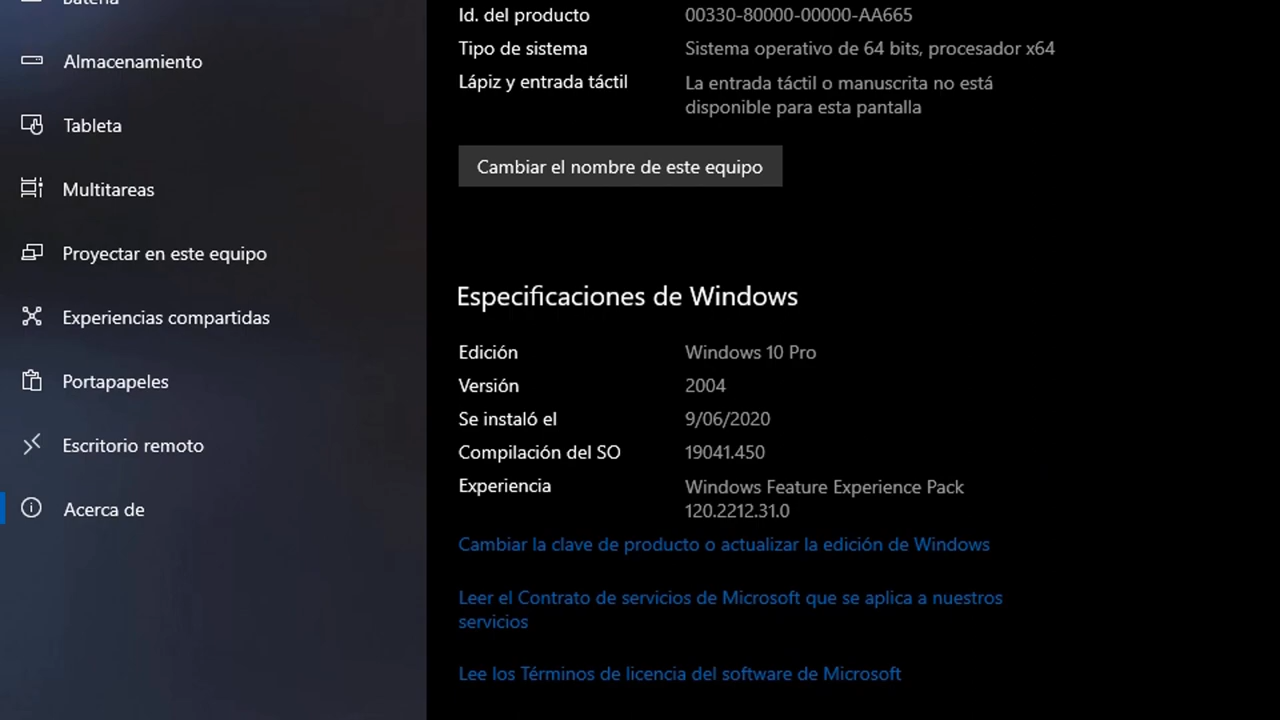 Batería
Almacenamiento
Tableta
Multitareas
Proyectar en este equipo
Experiencias compartidas
Portapapeles
Escritorio remoto
Acerca de
Id. del producto 00330-80000-00000-AA665
Tipo de sistema Sistema operativo de 64 bits, procesador x64
Lápiz y entrada táctil La entrada táctil o manuscrita no está
disponible para esta pantalla
Cambiar el nombre de este equipo
Especificaciones de Windows
Edición Windows 10 Pro
Versión 2004
Se instaló el 9/06/2020
Compilación del SO 19041.450
Experiencia Windows Feature Experience Pack
120.2212.31.0
Cambiar la clave de producto o actualizar la edición de Windows
Leer el Contrato de servicios de Microsoft que se aplica a nuestros
servicios
Lee los Términos de licencia del software de Microsoft